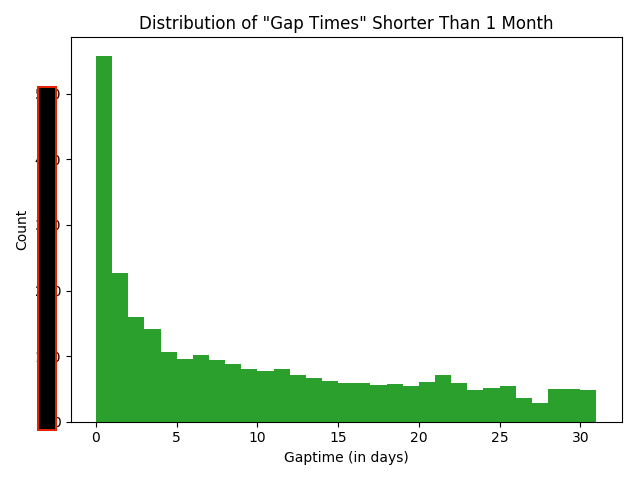 Distribution of "Gap Times" Shorter Than 1 Month
Count
0
0 5 10 15 20 25 30
Gaptime (in days)